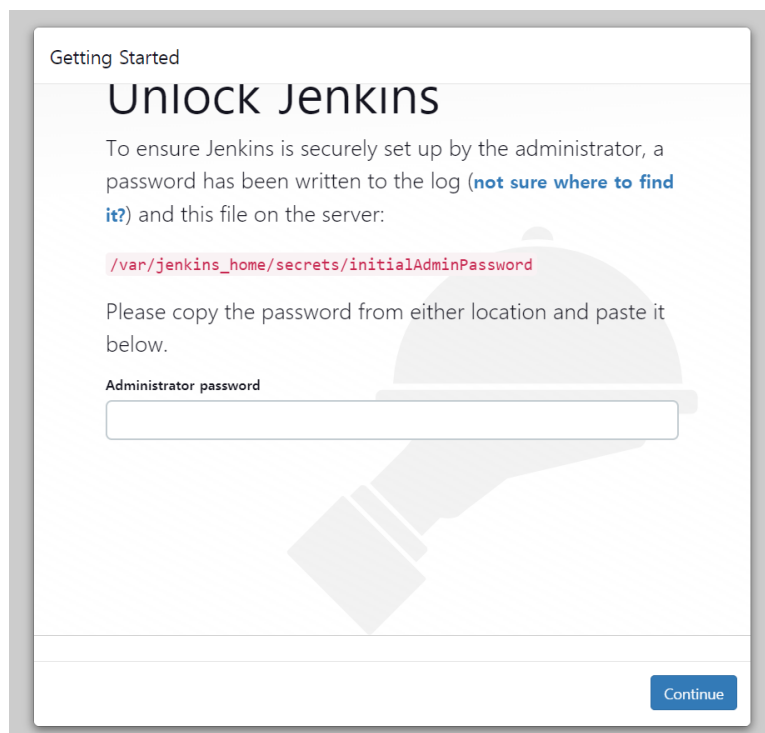 Getting Started
Unlock Jenkins
To ensure Jenkins is securely set up by the administrator, a
password has been written to the log (not sure where to find
it?) and this file on the server:
/var/jenkins_home/secrets/initialAdminPassword
Please copy the password from either location and paste it
below.
Administrator password
Continue